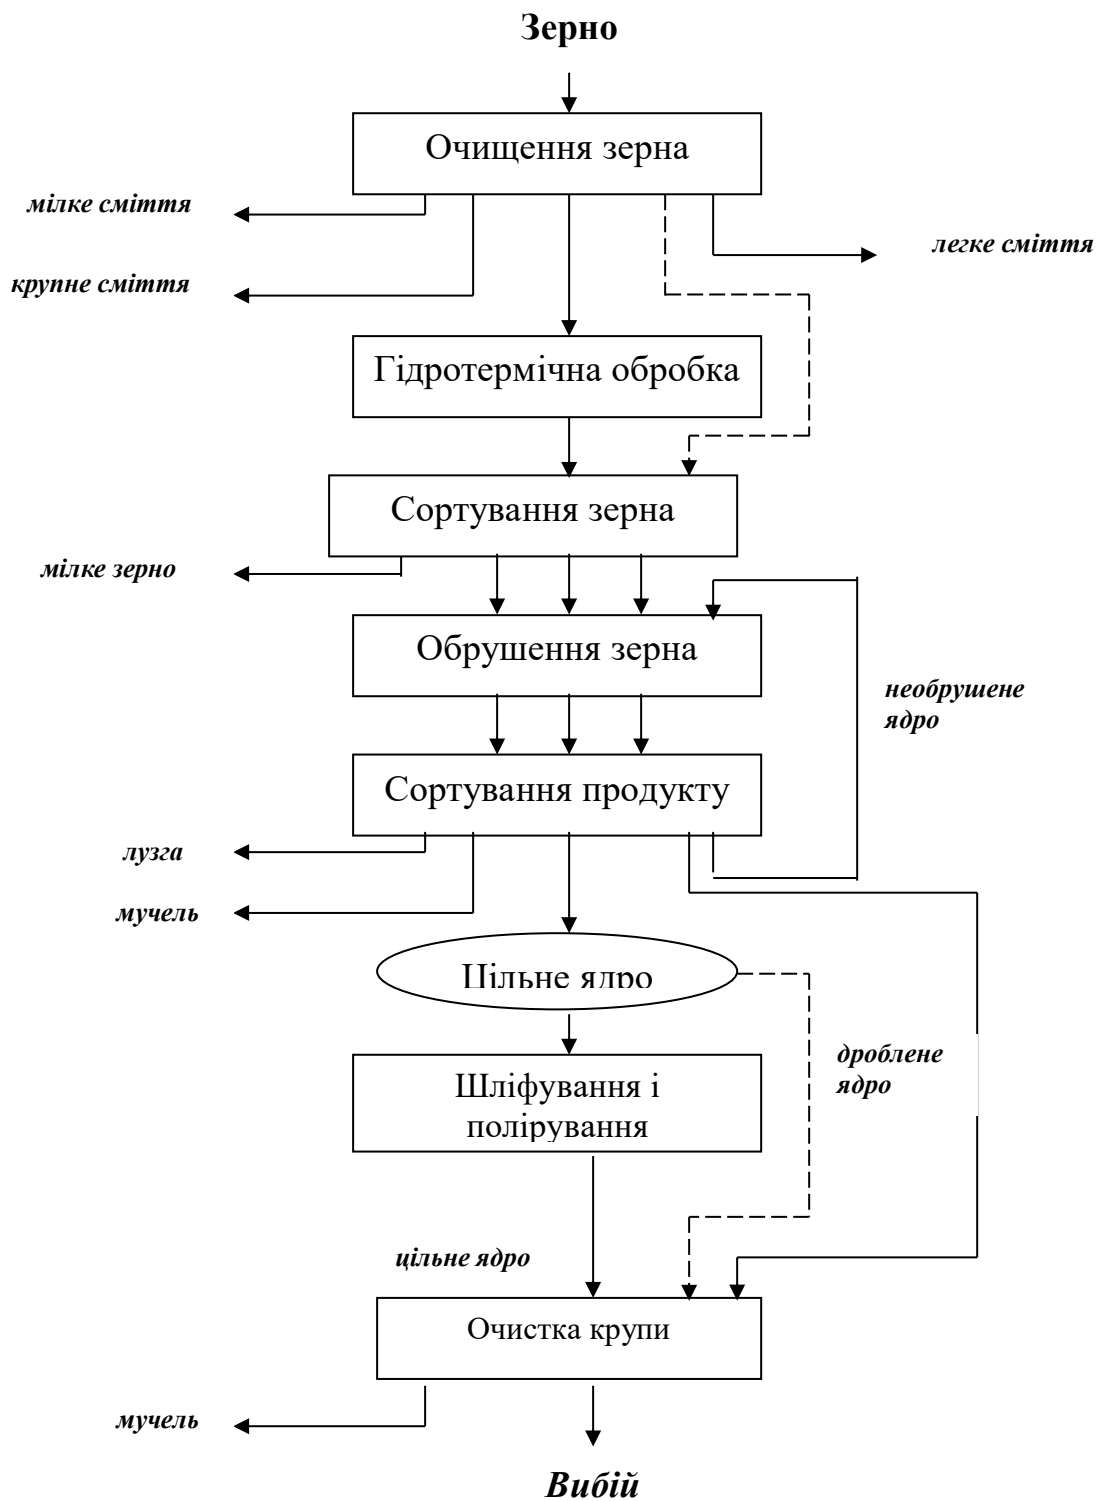 Зерно
Очищення зерна
мілке сміття
легке сміття
крупне сміття
Гідротермічна обробка
Сортування зерна
мілке зерно
Обрушення зерна
необрушене
ядро
Сортування продукту
лузга
мучель
Цільне ядро
дроблене
ядро
Шліфування і
полірування
цільне ядро
Очистка крупи
мучель
Вибій